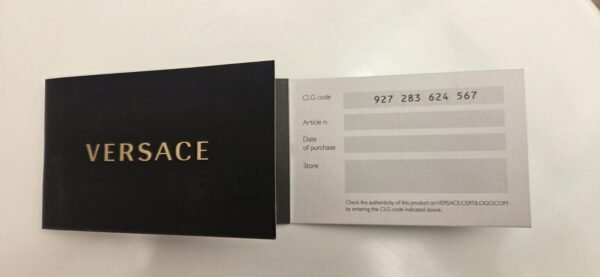 VERSACE
CLG code 927 283 624 567
Article n.
Date
of purchase
Store
Check the authenticity of this product on VERSACE.CERTILOGO.COM
by entering the CLG code indicated above.